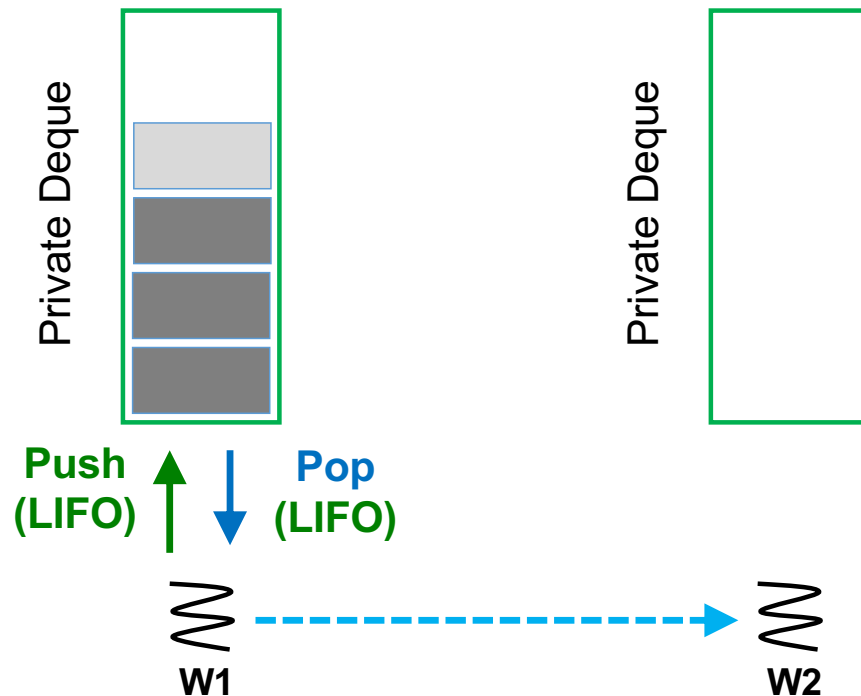 Private Deque
Private Deque
Push
(LIFO)
Pop
(LIFO)
W1
W2